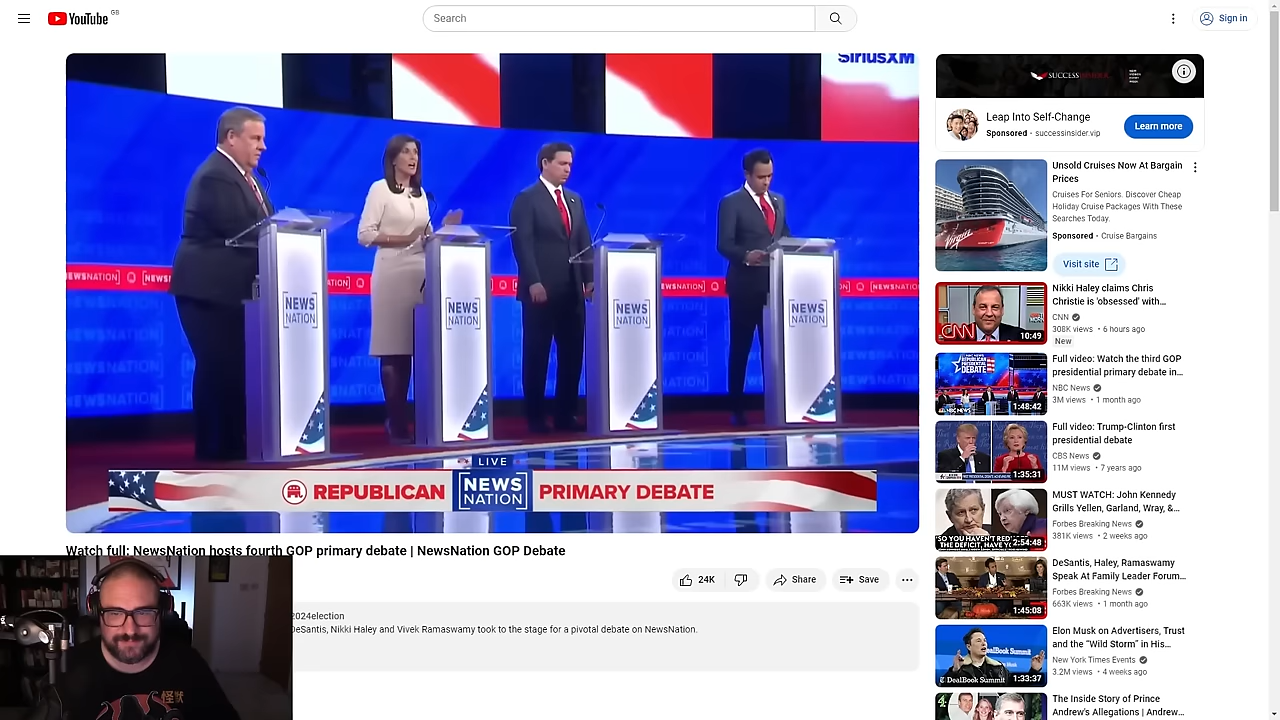 YouTube GB
Search
Sign in
SiriusXM
NEWSNATION
NEWS
NATION
NEWS
NATION
NEWS
NATION
NEWS
NATION
LIVE
REPUBLICAN
NEWS
NATION
PRIMARY DEBATE
Watch full: NewsNation hosts fourth GOP primary debate | NewsNation GOP Debate
24K
Share
Save
2024election
DeSantis, Nikki Haley and Vivek Ramaswamy took to the stage for a pivotal debate on NewsNation.
怪獣
Leap Into Self-Change
Sponsored · successinsider.vip
Learn more
Unsold Cruises Now At Bargain
Prices
Cruises For Seniors. Discover Cheap
Holiday Cruise Packages With These
Searches Today.
Sponsored · Cruise Bargains
Visit site
Virgin
Nikki Haley claims Chris
Christie is 'obsessed' with...
CNN
308K views · 6 hours ago
New
CNN
10:49
Full video: Watch the third GOP
presidential primary debate in...
NBC News
3M views · 1 month ago
1:48:42
Full video: Trump-Clinton first
presidential debate
CBS News
11M views · 7 years ago
1:35:31
MUST WATCH: John Kennedy
Grills Yellen, Garland, Wray, &...
Forbes Breaking News
381K views · 2 weeks ago
2:54:48
DeSantis, Haley, Ramaswamy
Speak At Family Leader Forum...
Forbes Breaking News
663K views · 1 month ago
1:45:08
Elon Musk on Advertisers, Trust
and the “Wild Storm” in His...
New York Times Events
3.2M views · 4 weeks ago
DealBook Summit
1:33:37
The Inside Story of Prince
Andrew's Allegations | Andrew...